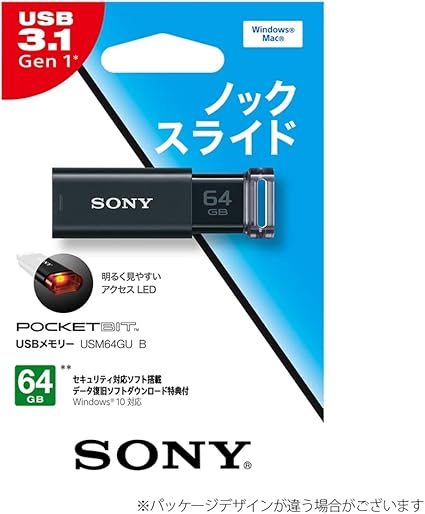 USB
3.1
Gen 1*
Windows®
Mac®
ノック
スライド
SONY
64
GB
明るく見やすい
アクセス LED
POCKETBIT™
USBメモリー USM64GU B
64
GB
**
セキュリティ対応ソフト搭載
データ復旧ソフトダウンロード特典付
Windows® 10 対応
SONY®
※パッケージデザインが違う場合がございます